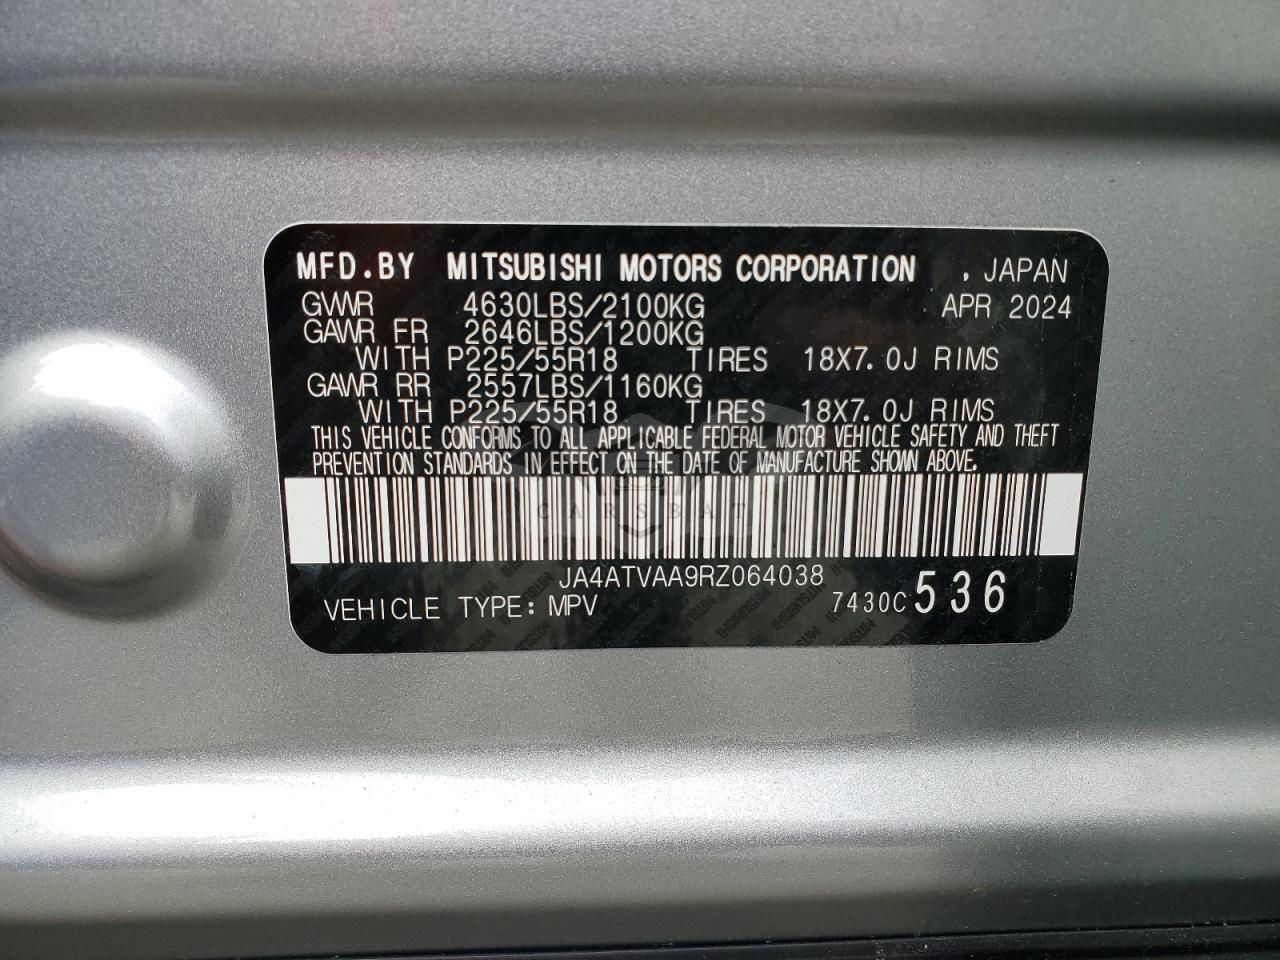 MFD.BY MITSUBISHI MOTORS CORPORATION , JAPAN
GVWR 4630LBS/2100KG APR 2024
GAWR FR 2646LBS/1200KG
WITH P225/55R18 TIRES 18X7.0J RIMS
GAWR RR 2557LBS/1160KG
WITH P225/55R18 TIRES 18X7.0J RIMS
THIS VEHICLE CONFORMS TO ALL APPLICABLE FEDERAL MOTOR VEHICLE SAFETY AND THEFT
PREVENTION STANDARDS IN EFFECT ON THE DATE OF MANUFACTURE SHOWN ABOVE.
CARSBAT
JA4ATVAA9RZ064038
VEHICLE TYPE: MPV 7430C 536